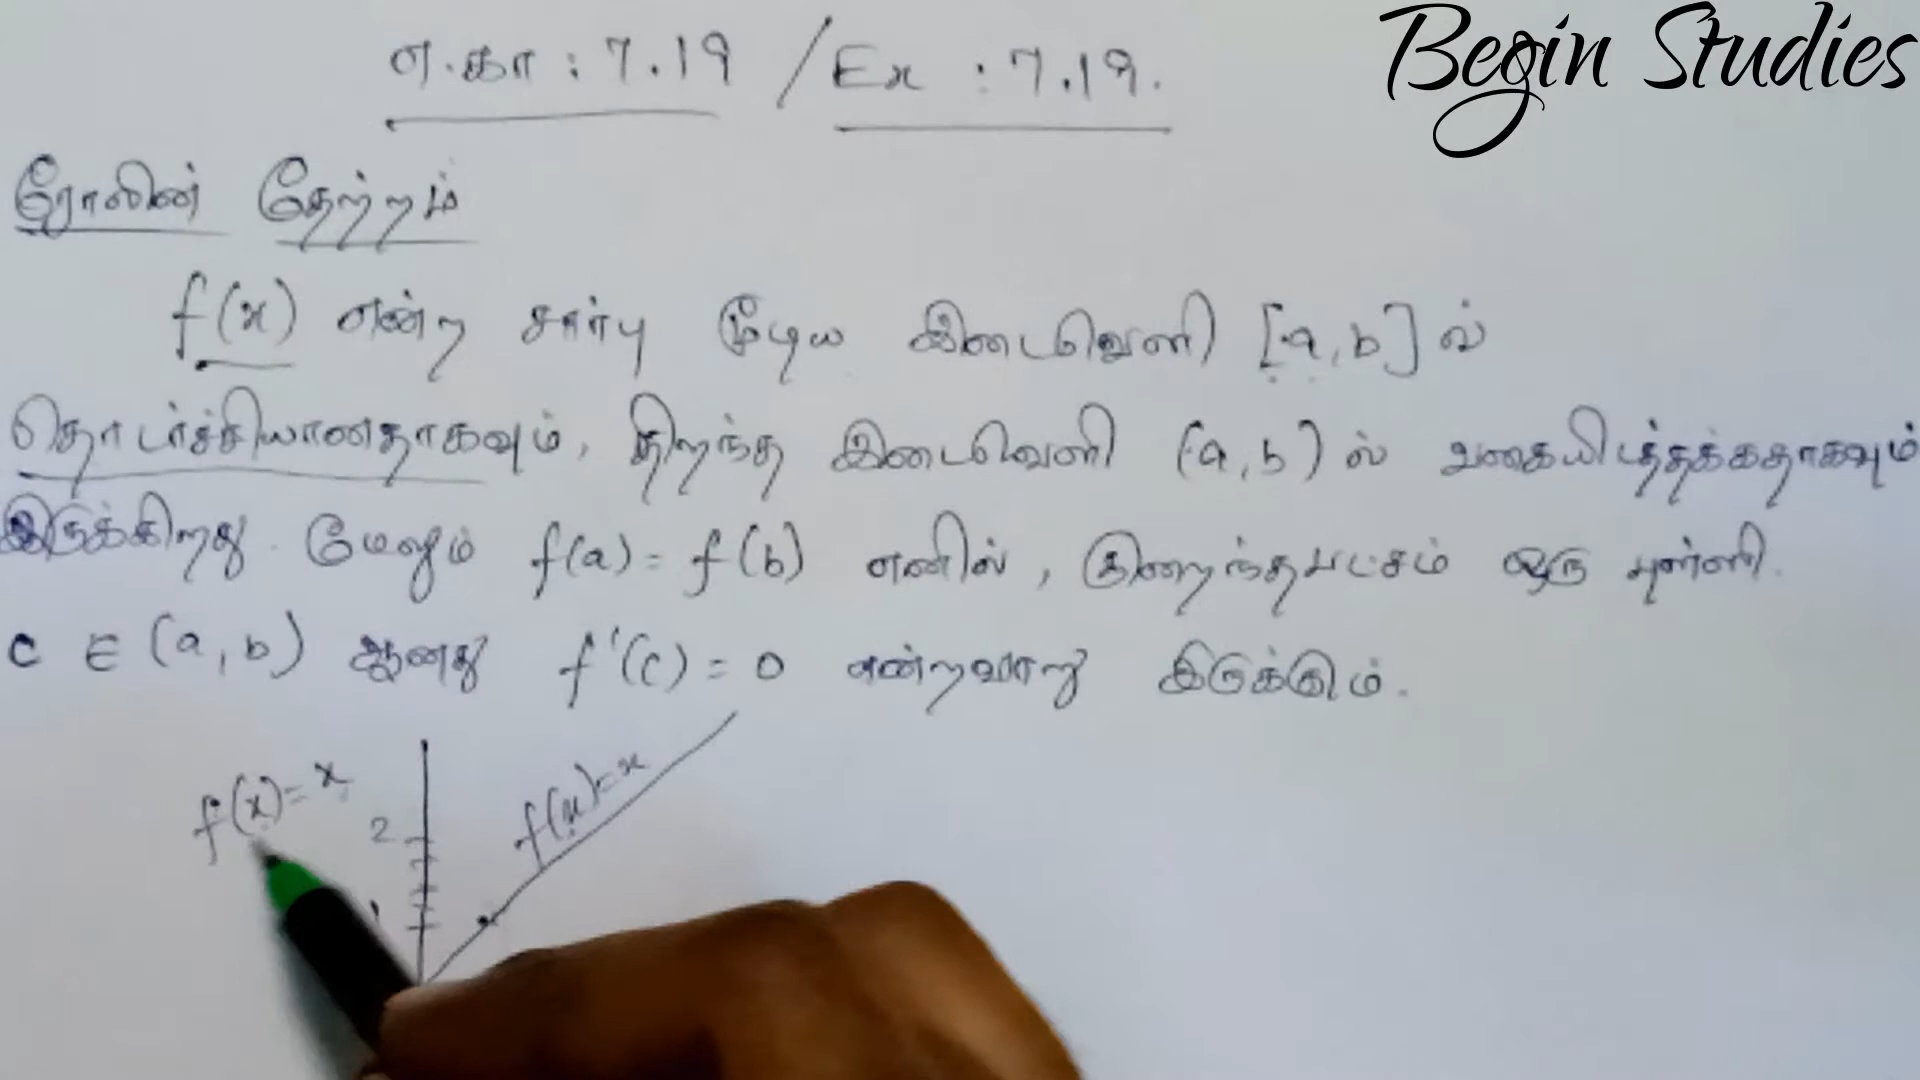 Begin Studies
எ.கா : 7.19 / Ex : 7.19.
ரோலின் தேற்றம்
f(x) என்ற சார்பு மூடிய இடைவெளி [a, b] ல்
தொடர்ச்சியானதாகவும், திறந்த இடைவெளி (a, b) ல் வகையிடத்தக்கதாகவும்
இருக்கிறது. மேலும் f(a) = f(b) எனில், குறைந்தபட்சம் ஒரு புள்ளி.
c ∈ (a, b) ஆனது f'(c) = 0 என்றவாறு இருக்கும்.
f(x) = x
f(x) = x
2
1